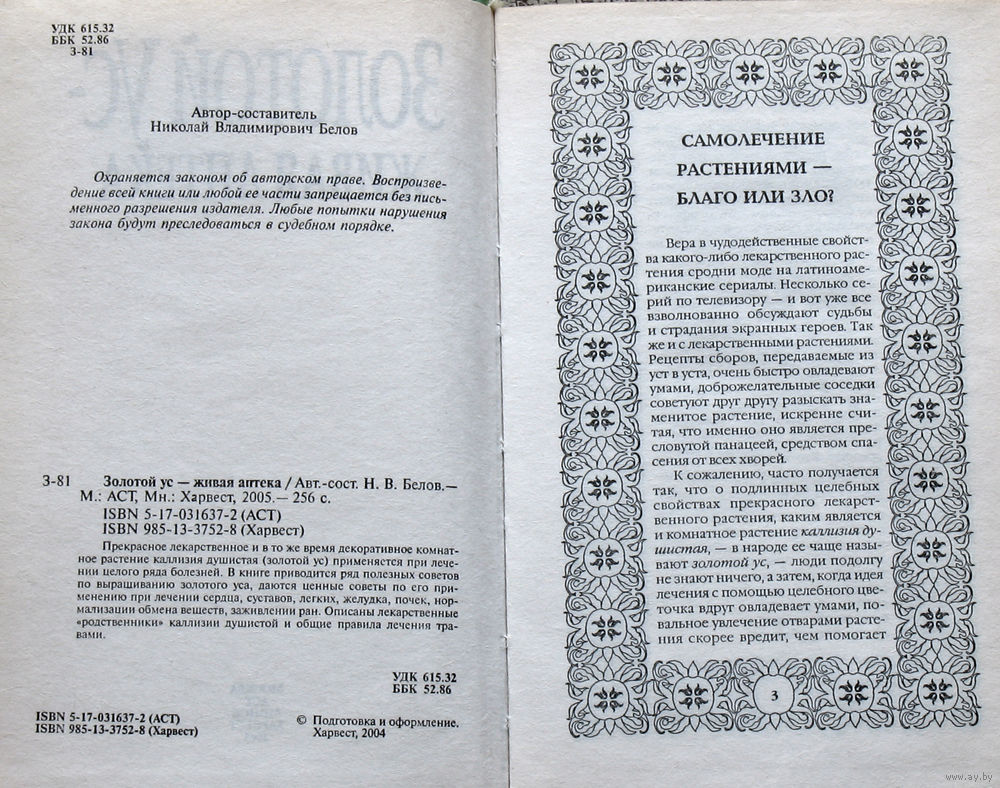 УДК 615.32
ББК 52.86
З-81
Автор-составитель
Николай Владимирович Белов
Охраняется законом об авторском праве. Воспроизве-
дение всей книги или любой ее части запрещается без пись-
менного разрешения издателя. Любые попытки нарушения
закона будут преследоваться в судебном порядке.
З-81 Золотой ус — живая аптека / Авт.-сост. Н. В. Белов.—
М.: АСТ, Мн.: Харвест, 2005.— 256 с.
ISBN 5-17-031637-2 (АСТ)
ISBN 985-13-3752-8 (Харвест)
Прекрасное лекарственное и в то же время декоративное комнат-
ное растение каллизия душистая (золотой ус) применяется при лече-
нии целого ряда болезней. В книге приводится ряд полезных советов
по выращиванию золотого уса, даются ценные советы по его при-
менению при лечении сердца, суставов, легких, желудка, почек, нор-
мализации обмена веществ, заживлении ран. Описаны лекарственные
«родственники» каллизии душистой и общие правила лечения тра-
вами.
УДК 615.32
ББК 52.86
ISBN 5-17-031637-2 (АСТ)
ISBN 985-13-3752-8 (Харвест)
© Подготовка и оформление.
Харвест, 2004
САМОЛЕЧЕНИЕ
РАСТЕНИЯМИ —
БЛАГО ИЛИ ЗЛО?
Вера в чудодейственные свойст-
ва какого-либо лекарственного рас-
тения сродни моде на латиноаме-
риканские сериалы. Несколько се-
рий по телевизору — и вот уже все
взволнованно обсуждают судьбы
и страдания экранных героев. Так
же и с лекарственными растениями.
Рецепты сборов, передаваемые из
уст в уста, очень быстро овладевают
умами, доброжелательные соседки
советуют друг другу разыскать зна-
менитое растение, искренне счи-
тая, что именно оно является пре-
словутой панацеей, средством спа-
сения от всех хворей.
К сожалению, часто получается
так, что о подлинных целебных
свойствах прекрасного лекарст-
венного растения, каким является
и комнатное растение каллизия ду-
шистая, — в народе ее чаще назы-
вают золотой ус, — люди подолгу
не знают ничего, а затем, когда идея
лечения с помощью целебного цве-
точка вдруг овладевает умами, по-
вальное увлечение отварами расте-
ния скорее вредит, чем помогает
3
www.ay.by